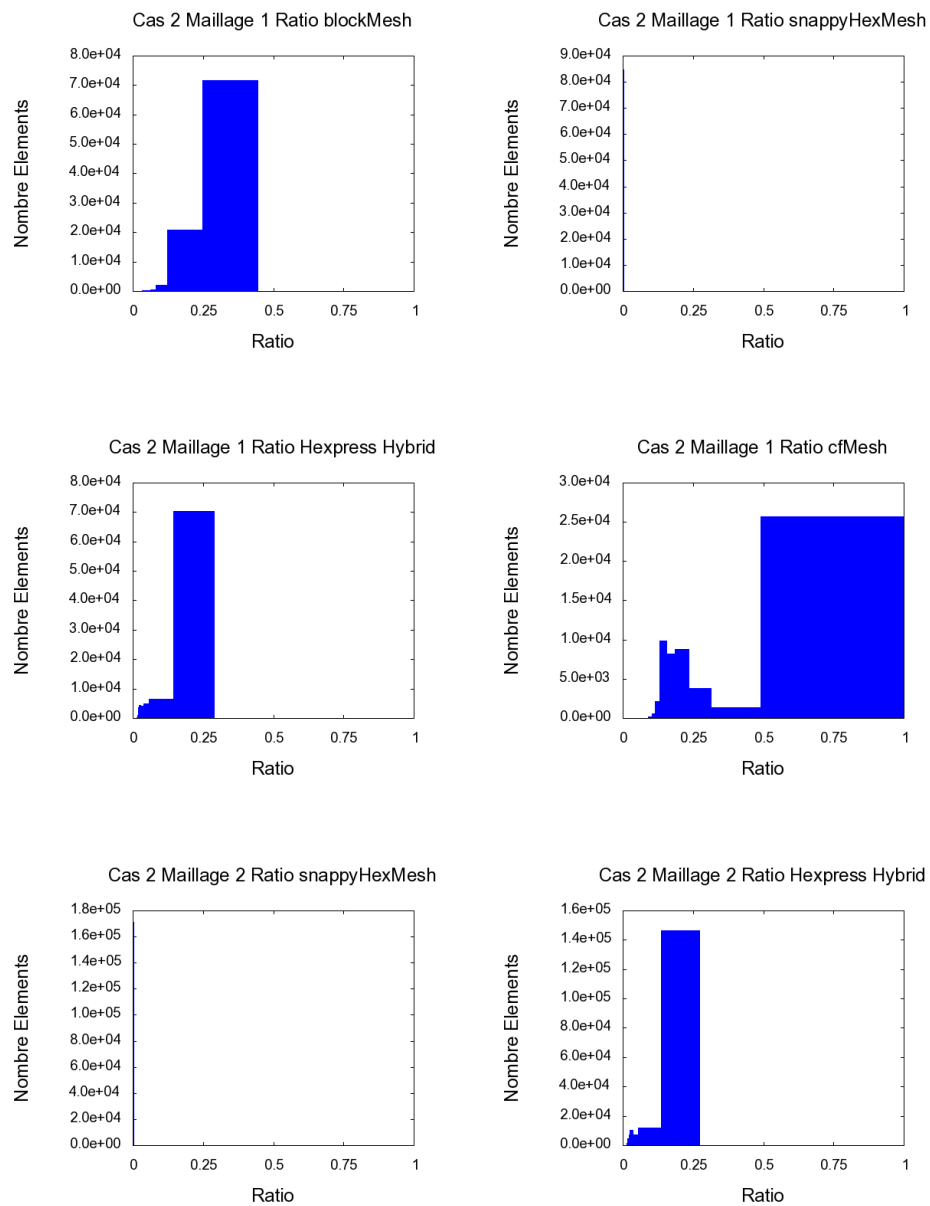 Cas 2 Maillage 1 Ratio blockMesh
8.0e+04
7.0e+04
6.0e+04
5.0e+04
4.0e+04
3.0e+04
2.0e+04
1.0e+04
0.0e+00
Nombre Elements
0 0.25 0.5 0.75 1
Ratio
Cas 2 Maillage 1 Ratio snappyHexMesh
9.0e+04
8.0e+04
7.0e+04
6.0e+04
5.0e+04
4.0e+04
3.0e+04
2.0e+04
1.0e+04
0.0e+00
Nombre Elements
0 0.25 0.5 0.75 1
Ratio
Cas 2 Maillage 1 Ratio Hexpress Hybrid
8.0e+04
7.0e+04
6.0e+04
5.0e+04
4.0e+04
3.0e+04
2.0e+04
1.0e+04
0.0e+00
Nombre Elements
0 0.25 0.5 0.75 1
Ratio
Cas 2 Maillage 1 Ratio cfMesh
3.0e+04
2.5e+04
2.0e+04
1.5e+04
1.0e+04
5.0e+03
0.0e+00
Nombre Elements
0 0.25 0.5 0.75 1
Ratio
Cas 2 Maillage 2 Ratio snappyHexMesh
1.8e+05
1.6e+05
1.4e+05
1.2e+05
1.0e+05
8.0e+04
6.0e+04
4.0e+04
2.0e+04
0.0e+00
Nombre Elements
0 0.25 0.5 0.75 1
Ratio
Cas 2 Maillage 2 Ratio Hexpress Hybrid
1.6e+05
1.4e+05
1.2e+05
1.0e+05
8.0e+04
6.0e+04
4.0e+04
2.0e+04
0.0e+00
Nombre Elements
0 0.25 0.5 0.75 1
Ratio